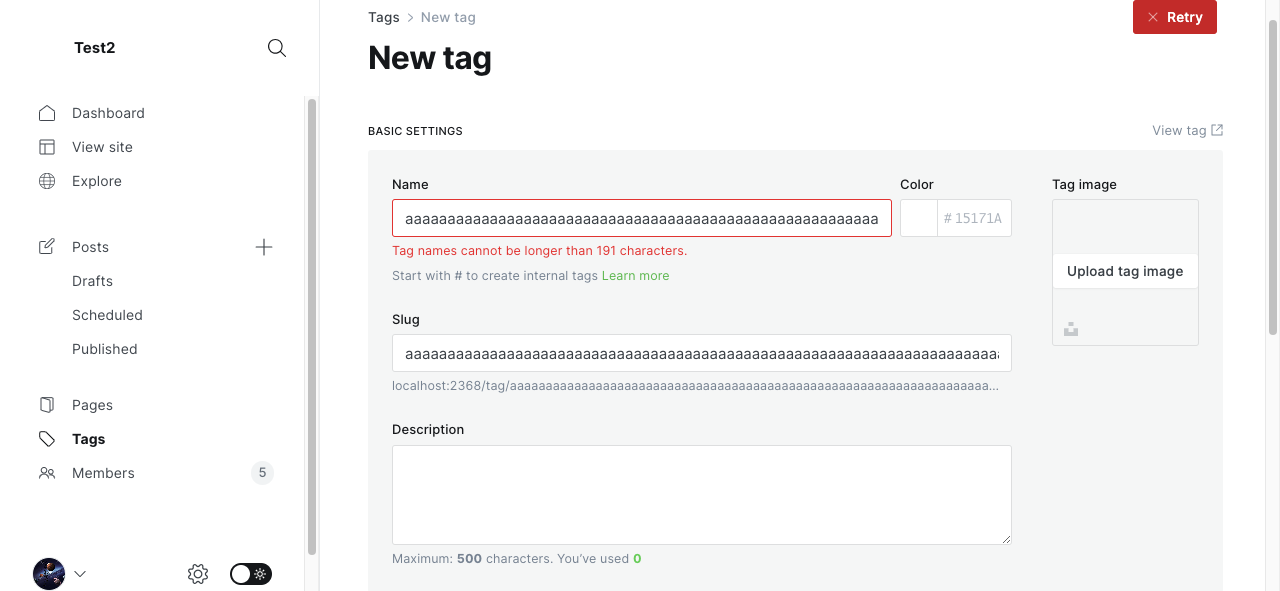 Test2
Dashboard
View site
Explore
Posts
Drafts
Scheduled
Published
Pages
Tags
Members 5
Tags > New tag
Retry
New tag
BASIC SETTINGS
View tag
Name
aaaaaaaaaaaaaaaaaaaaaaaaaaaaaaaaaaaaaaaaaaaaaaaaaaaaaaaa
Tag names cannot be longer than 191 characters.
Start with # to create internal tags Learn more
Color
# 15171A
Tag image
Upload tag image
Slug
aaaaaaaaaaaaaaaaaaaaaaaaaaaaaaaaaaaaaaaaaaaaaaaaaaaaaaaaaaaaaaaaaaaaaa
localhost:2368/tag/aaaaaaaaaaaaaaaaaaaaaaaaaaaaaaaaaaaaaaaaaaaaaaaaaaaaaaaaaaaaaaaaaa...
Description
Maximum: 500 characters. You’ve used 0